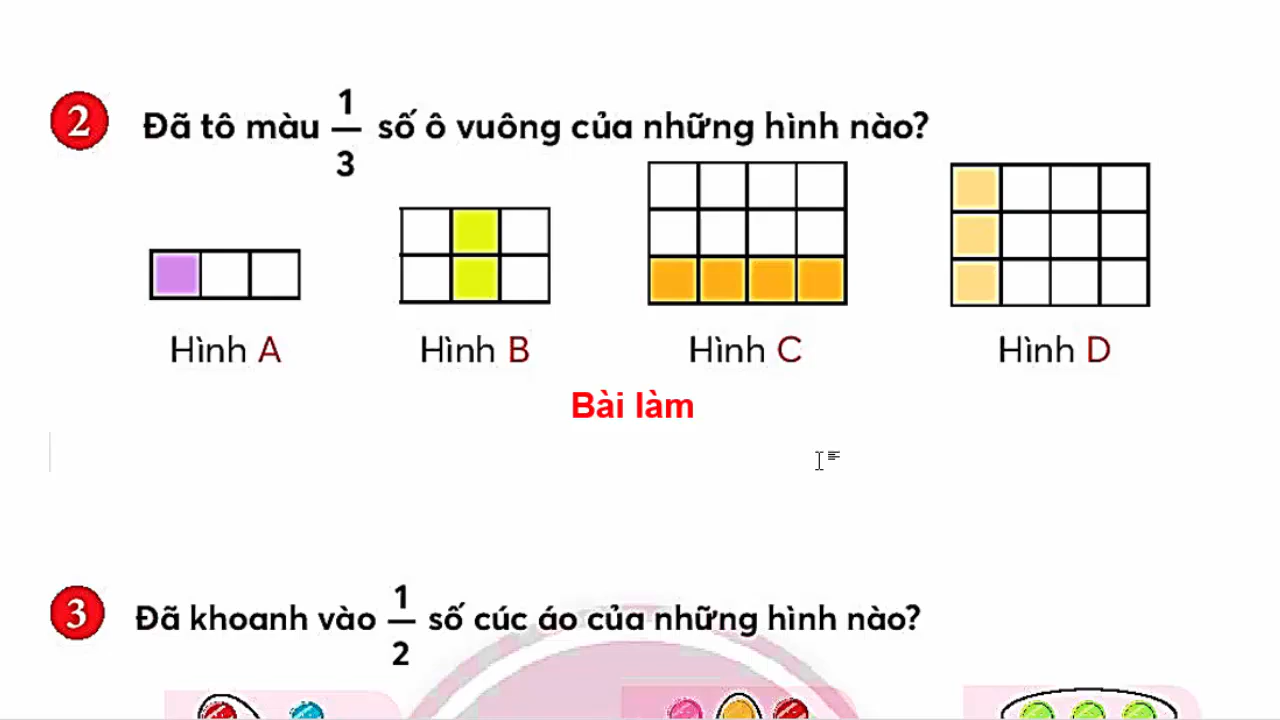 2 Đã tô màu 1/3 số ô vuông của những hình nào?
Hình A Hình B Hình C Hình D
Bài làm
3 Đã khoanh vào 1/2 số cúc áo của những hình nào?